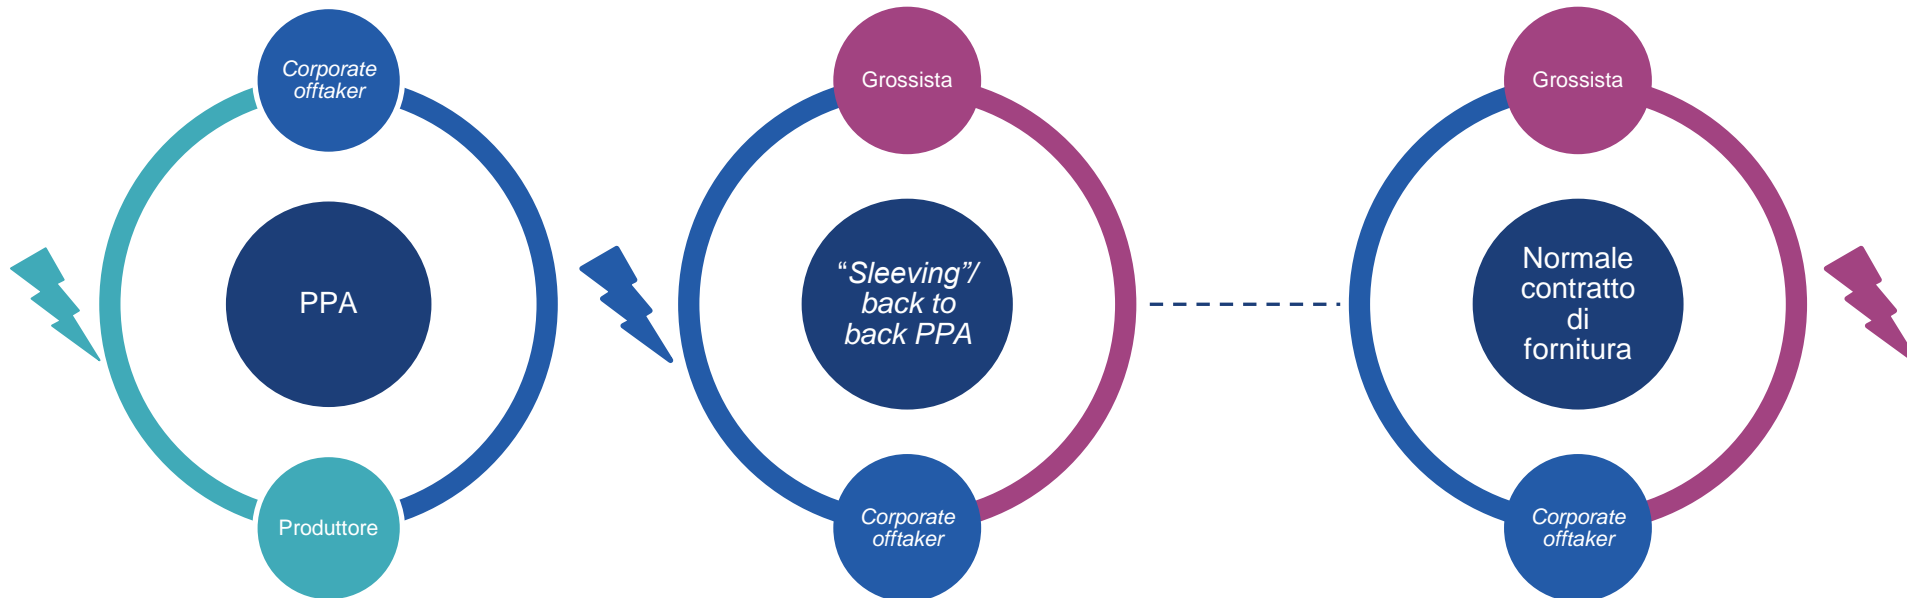 Corporate
offtaker
PPA
Produttore
Grossista
“Sleeving”/
back to
back PPA
Corporate
offtaker
Grossista
Normale
contratto
di
fornitura
Corporate
offtaker